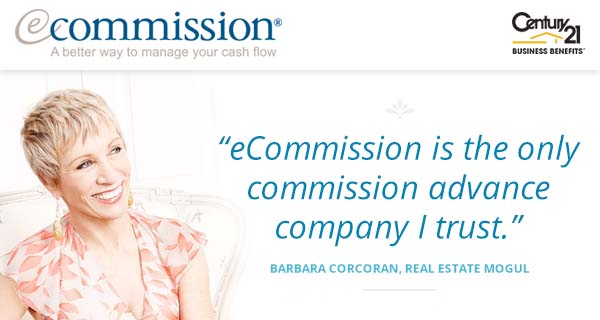 ecommission®
A better way to manage your cash flow
Century 21
BUSINESS BENEFITS
“eCommission is the only
commission advance
company I trust.”
BARBARA CORCORAN, REAL ESTATE MOGUL